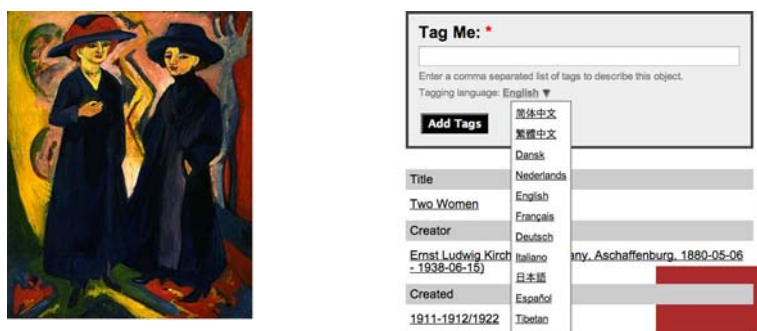 Tag Me: *
Enter a comma separated list of tags to describe this object.
Tagging language: English ▼
Add Tags
简体中文
繁體中文
Dansk
Nederlands
English
Français
Deutsch
Italiano
日本語
Español
Tibetan
Title
Two Women
Creator
Ernst Ludwig Kirch any, Aschaffenburg, 1880-05-06
- 1938-06-15)
Created
1911-1912/1922